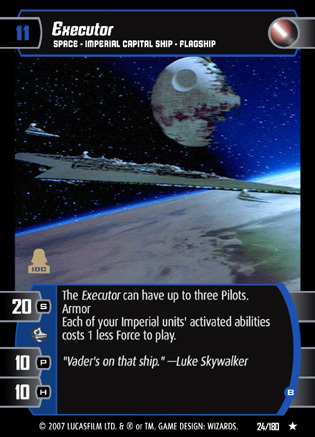 11
Executor
SPACE - IMPERIAL CAPITAL SHIP - FLAGSHIP
IDC
20 S
The Executor can have up to three Pilots.
Armor
Each of your Imperial units' activated abilities
costs 1 less Force to play.
10 P
"Vader's on that ship." —Luke Skywalker
10 H
B
© 2007 LUCASFILM LTD. & ® or TM. GAME DESIGN: WIZARDS.
24/180